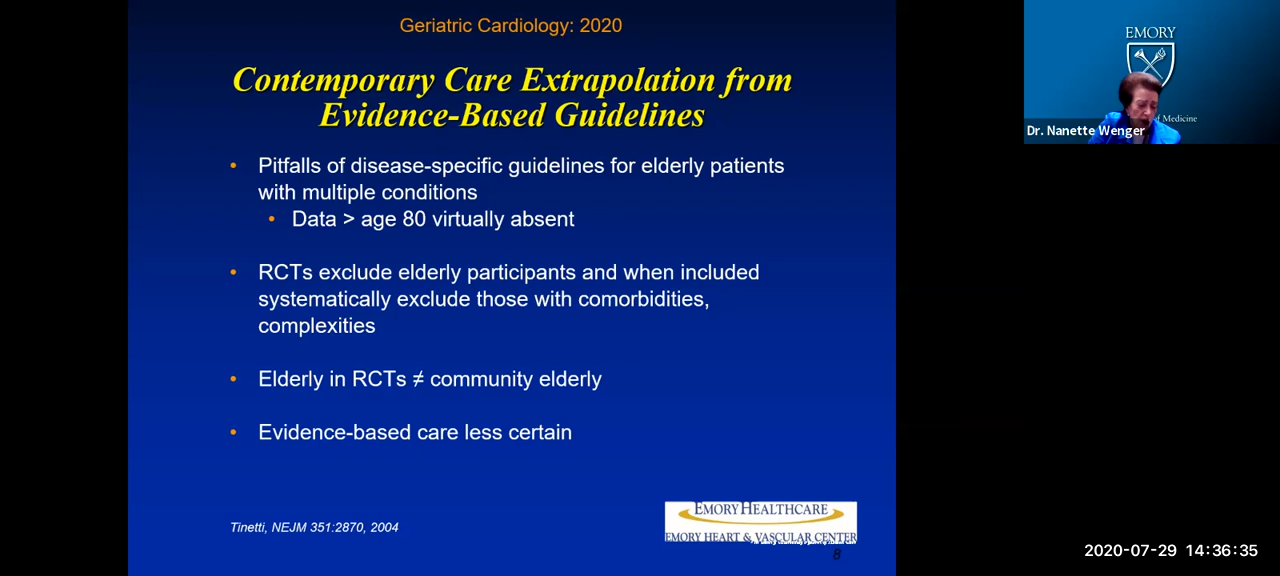 Geriatric Cardiology: 2020
Contemporary Care Extrapolation from
Evidence-Based Guidelines
• Pitfalls of disease-specific guidelines for elderly patients
with multiple conditions
• Data > age 80 virtually absent
• RCTs exclude elderly participants and when included
systematically exclude those with comorbidities,
complexities
• Elderly in RCTs ≠ community elderly
• Evidence-based care less certain
Tinetti, NEJM 351:2870, 2004
EMORY HEALTHCARE
EMORY HEART & VASCULAR CENTER
8
EMORY
of Medicine
Dr. Nanette Wenger
2020-07-29 14:36:35